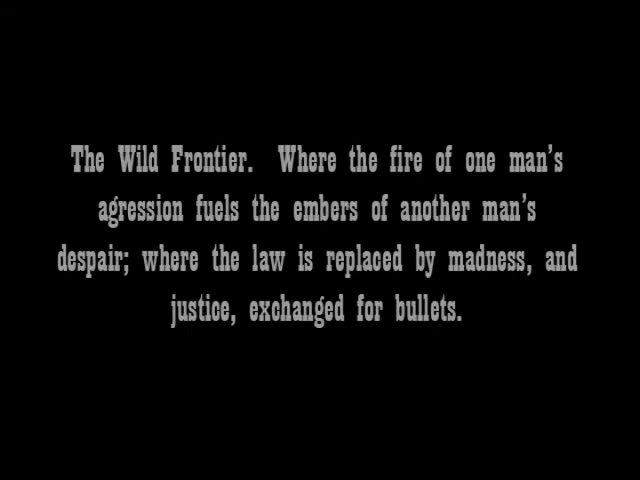 The Wild Frontier. Where the fire of one man's
agression fuels the embers of another man's
despair; where the law is replaced by madness, and
justice, exchanged for bullets.